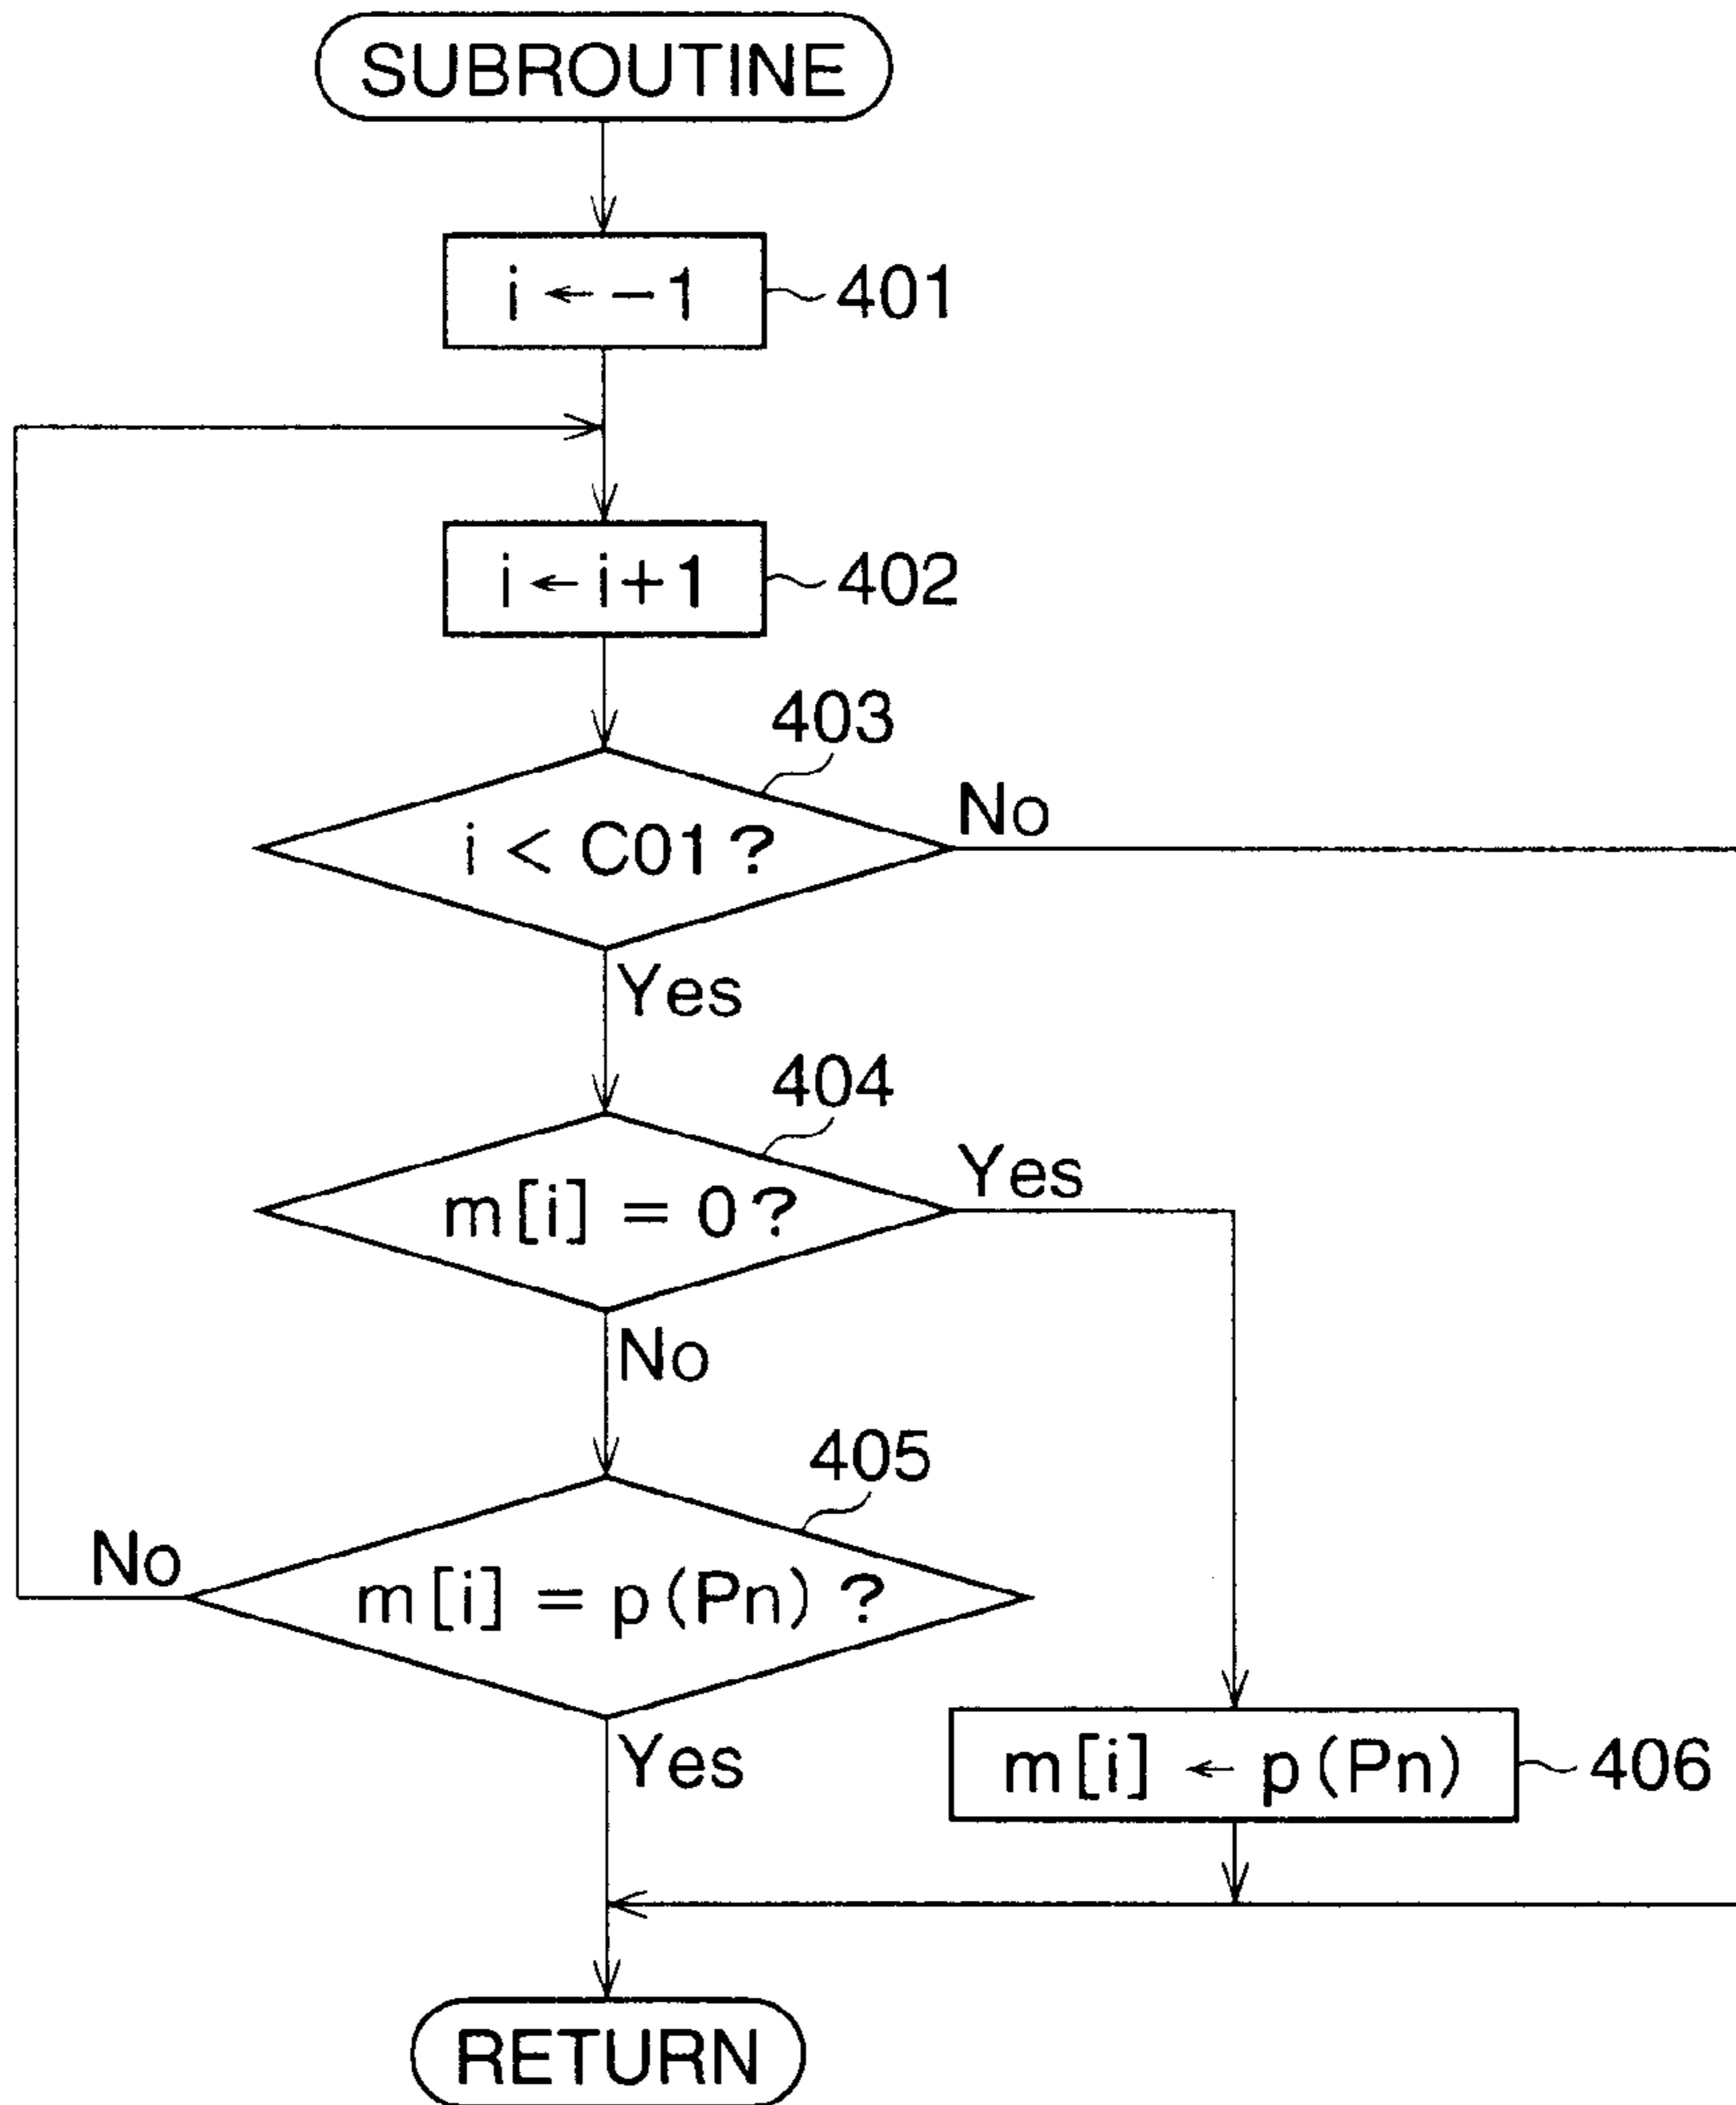 SUBROUTINE
i ← -1
401
i ← i+1
402
403
i < C01 ?
No
Yes
404
m[i] = 0 ?
Yes
No
405
m[i] = p(Pn) ?
No
Yes
m[i] ← p(Pn)
406
RETURN